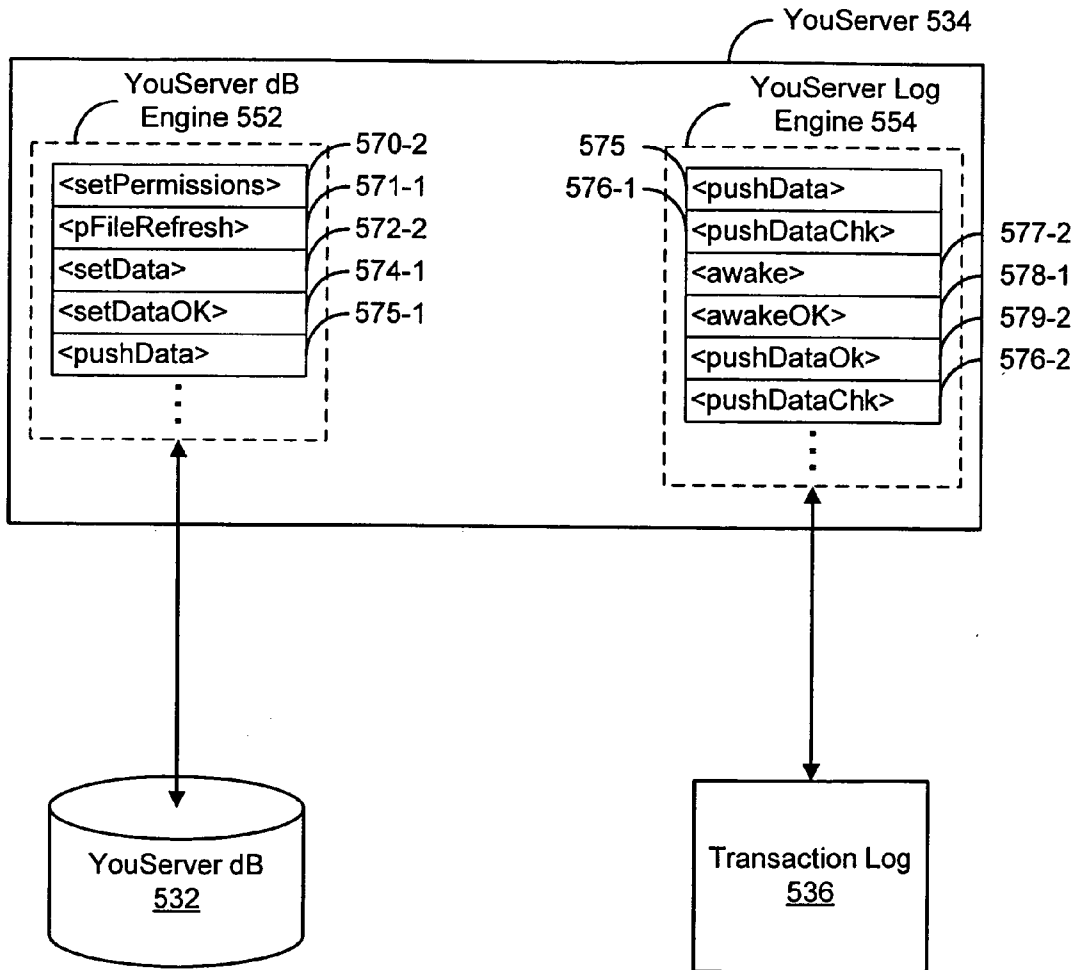 YouServer 534
YouServer dB
Engine 552
YouServer Log
Engine 554
<setPermissions>
570-2
<pFileRefresh>
571-1
<setData>
572-2
<setDataOK>
574-1
<pushData>
575-1
575
<pushData>
576-1
<pushDataChk>
<awake>
577-2
<awakeOK>
578-1
<pushDataOk>
579-2
<pushDataChk>
576-2
YouServer dB
532
Transaction Log
536